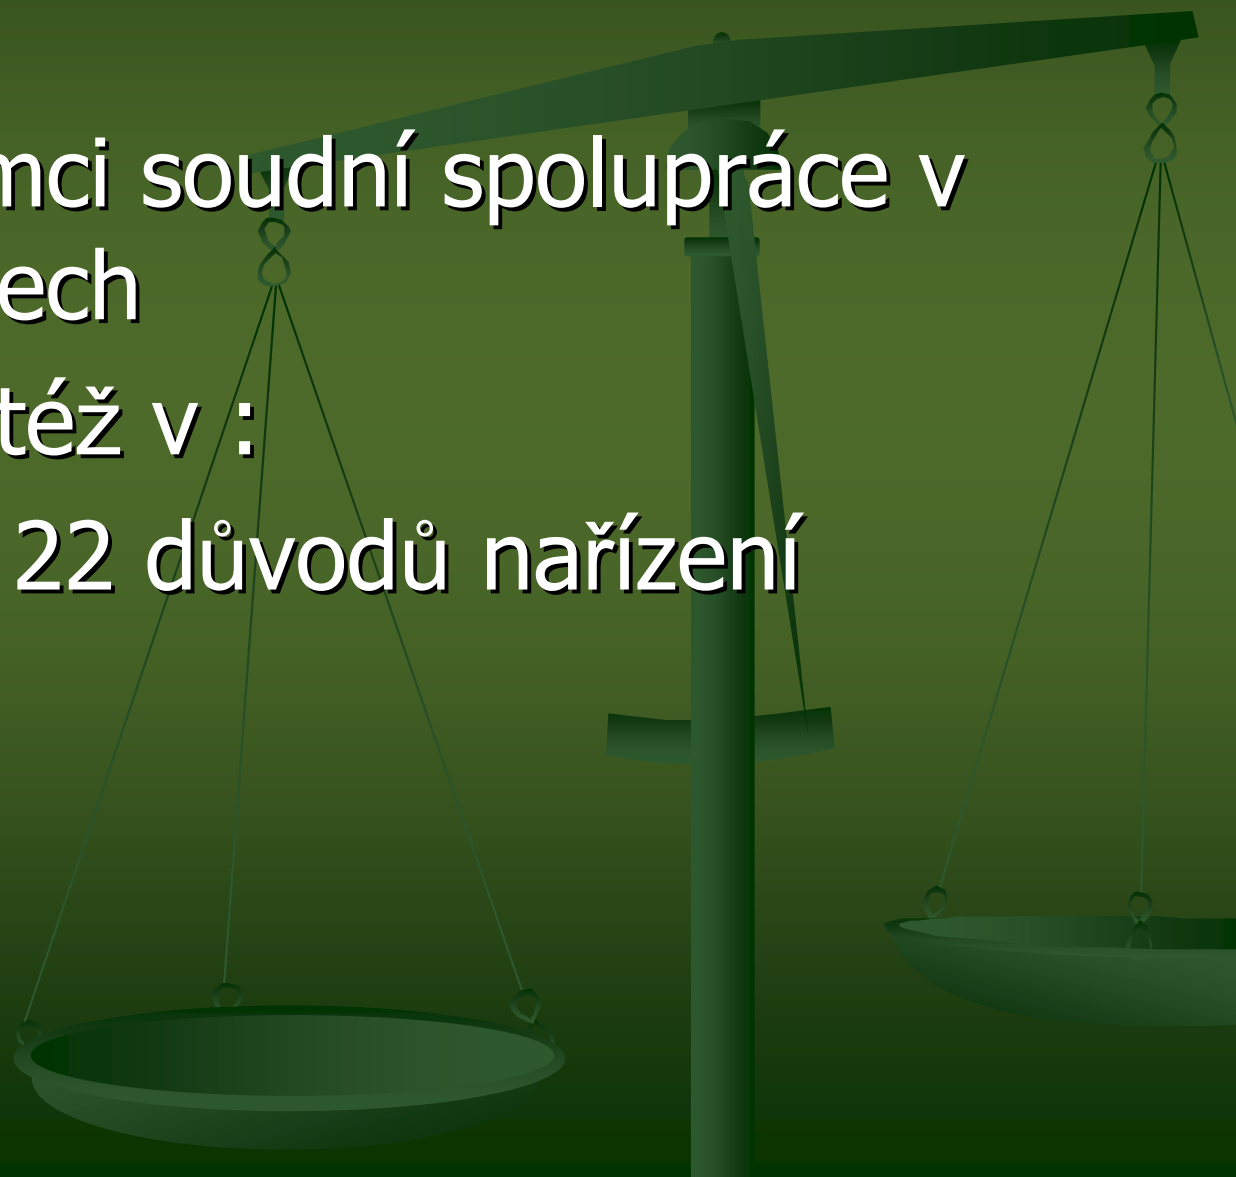 mci soudní spolupráce v
ech
též v :
22 důvodů nařízení